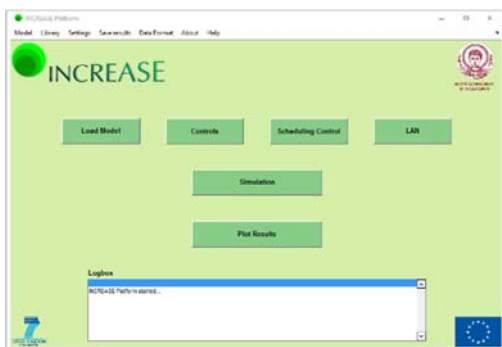 INCREASE Platform
Model Library Settings Save results Data Format About Help
INCREASE
Load Model Controls Scheduling Control LAN
Simulation
Plot Results
Logbox
INCREASE Platform started...
7